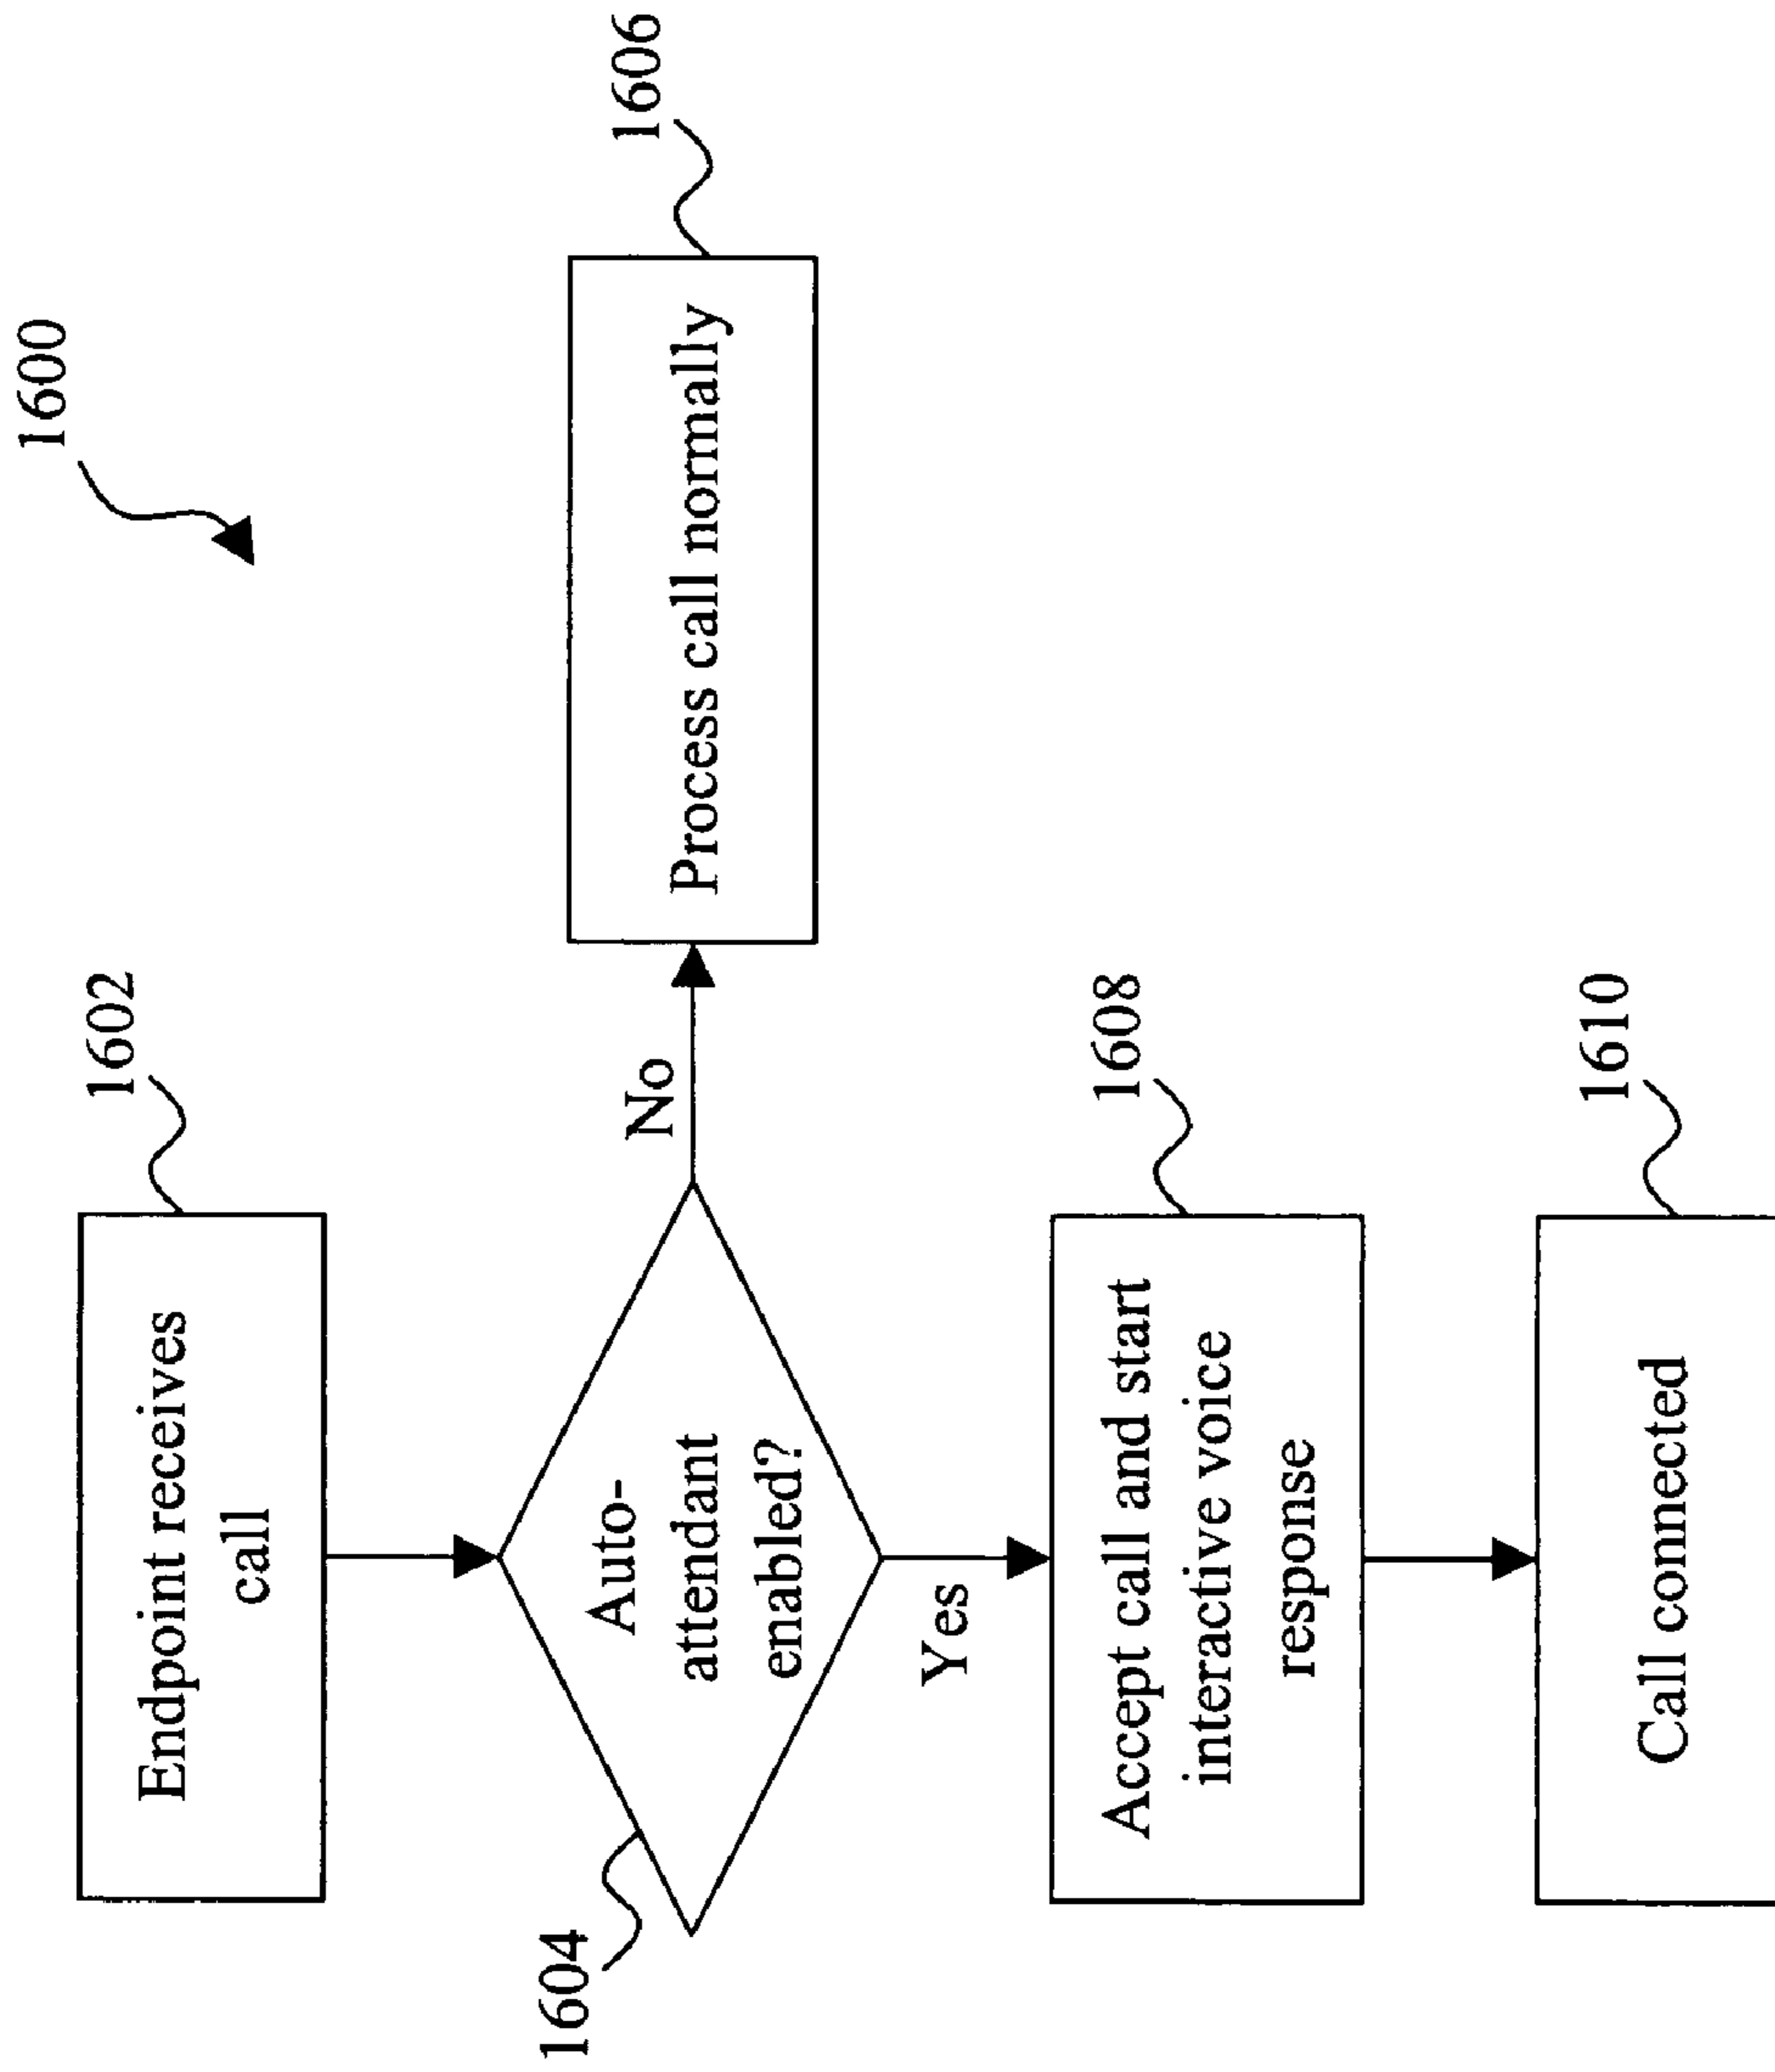 1600
1602
Endpoint receives
call
1604
Auto-
attendant
enabled?
No
1606
Process call normally
Yes
1608
Accept call and start
interactive voice
response
1610
Call connected